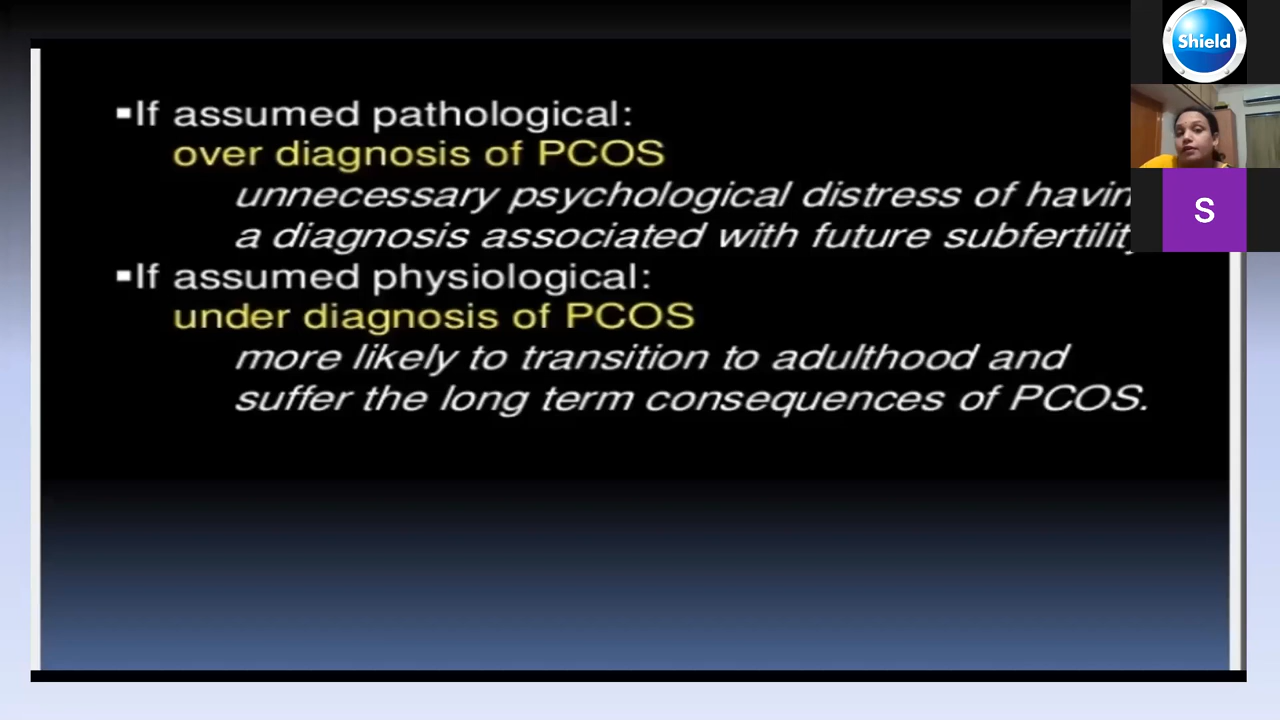 ▪If assumed pathological:
over diagnosis of PCOS
unnecessary psychological distress of
a diagnosis associated with future
▪If assumed physiological:
under diagnosis of PCOS
more likely to transition to adulthood and
suffer the long term consequences of PCOS.
Shield
S